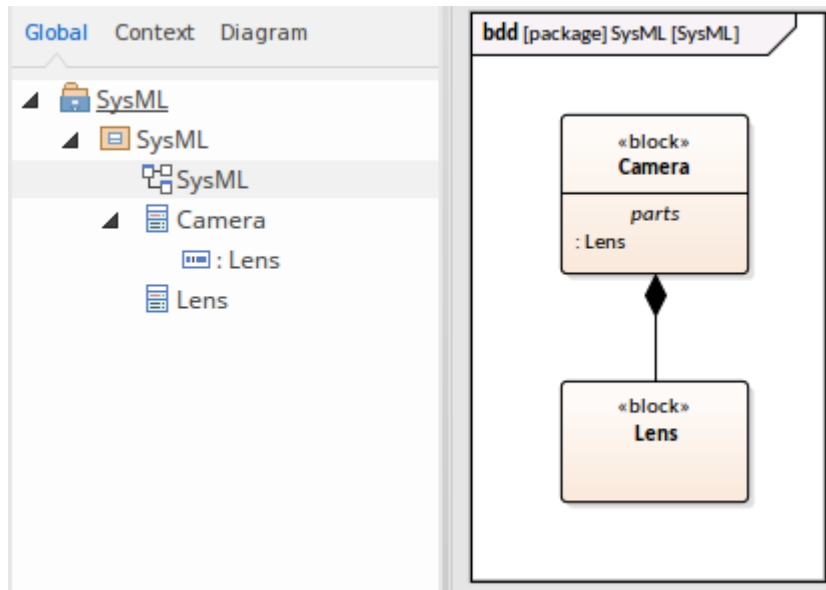 Global Context Diagram
SysML
SysML
SysML
Camera
: Lens
Lens
bdd [package] SysML [SysML]
«block»
Camera
parts
: Lens
«block»
Lens